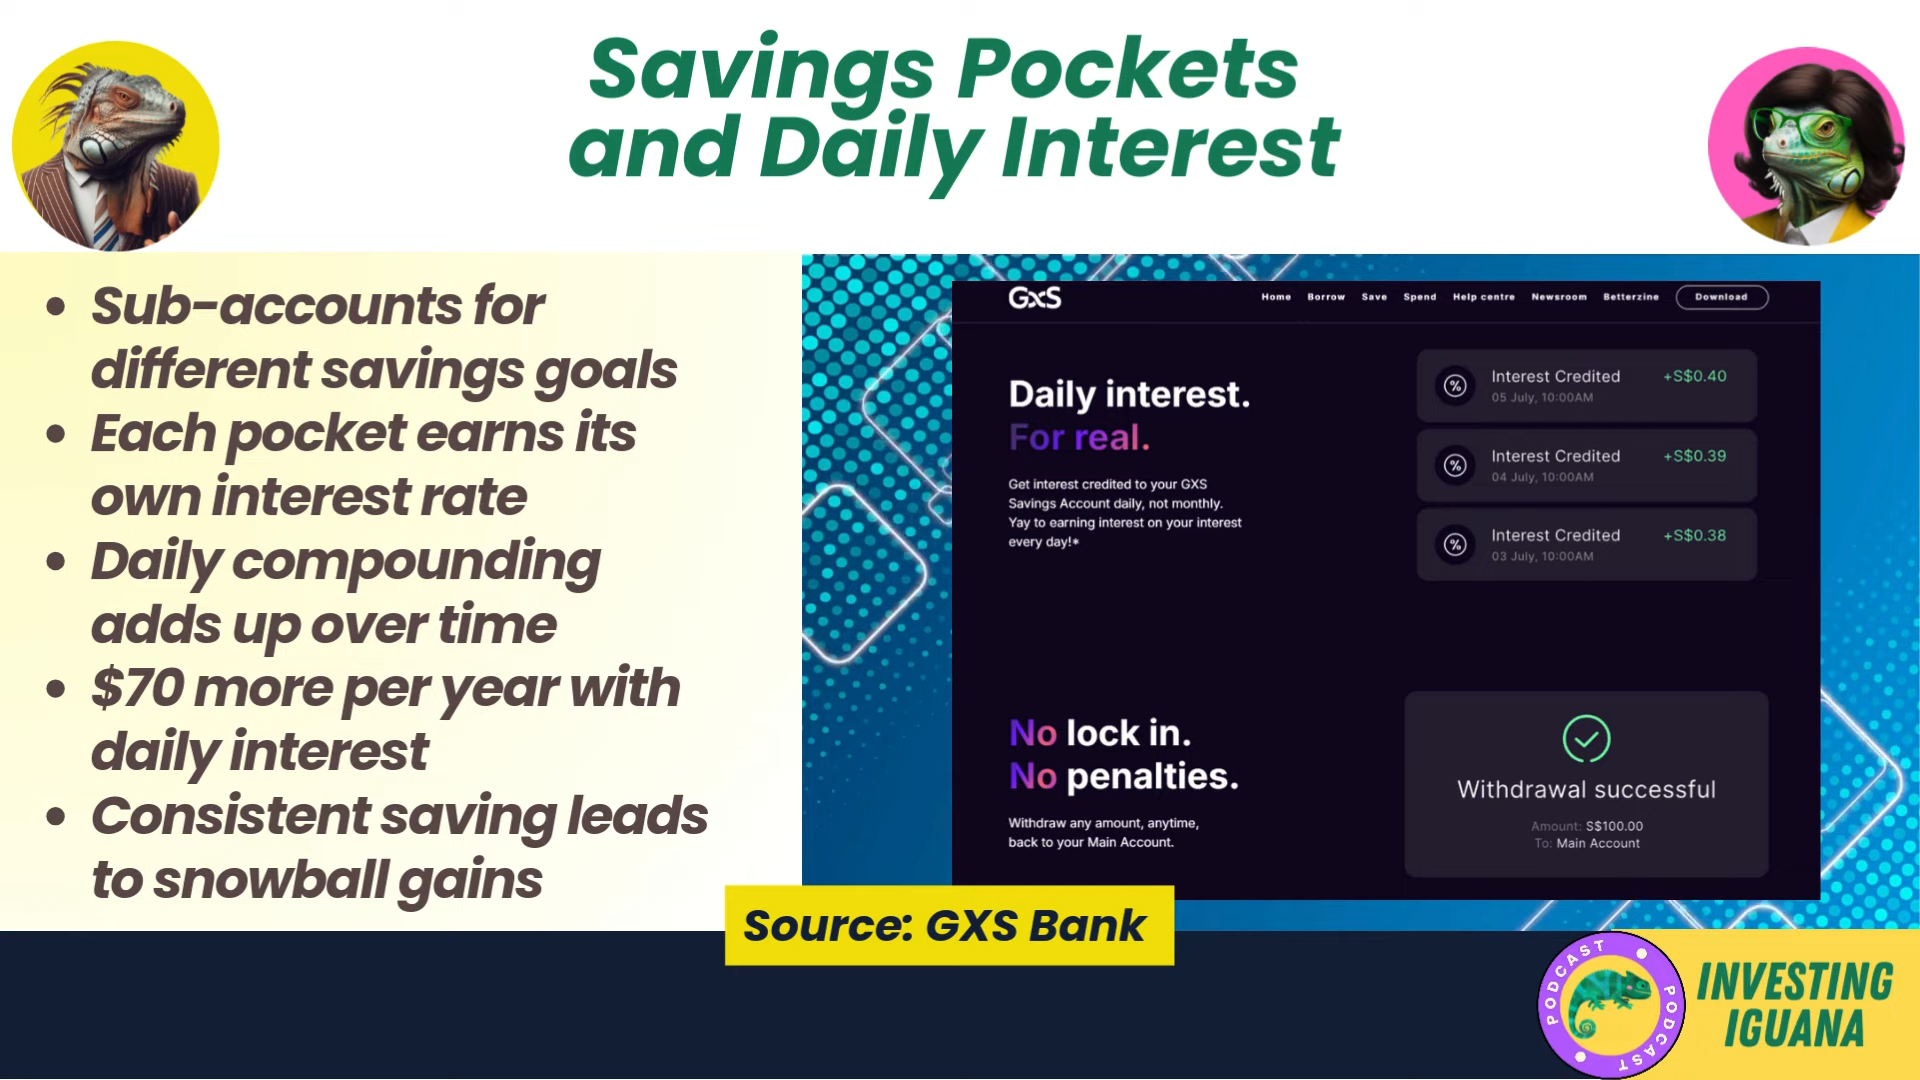 Savings Pockets
and Daily Interest
• Sub-accounts for
different savings goals
• Each pocket earns its
own interest rate
• Daily compounding
adds up over time
• $70 more per year with
daily interest
• Consistent saving leads
to snowball gains
GXS
Home Borrow Save Spend Help centre Newsroom Betterzine Download
Daily interest.
For real.
Get interest credited to your GXS
Savings Account daily, not monthly.
Yay to earning interest on your interest
every day!*
% Interest Credited +S$0.40
05 July, 10:00AM
% Interest Credited +S$0.39
04 July, 10:00AM
% Interest Credited +S$0.38
03 July, 10:00AM
No lock in.
No penalties.
Withdraw any amount, anytime,
back to your Main Account.
Withdrawal successful
Amount: S$100.00
To: Main Account
Source: GXS Bank
PODCAST
PODCAST
PODCAST
INVESTING
IGUANA